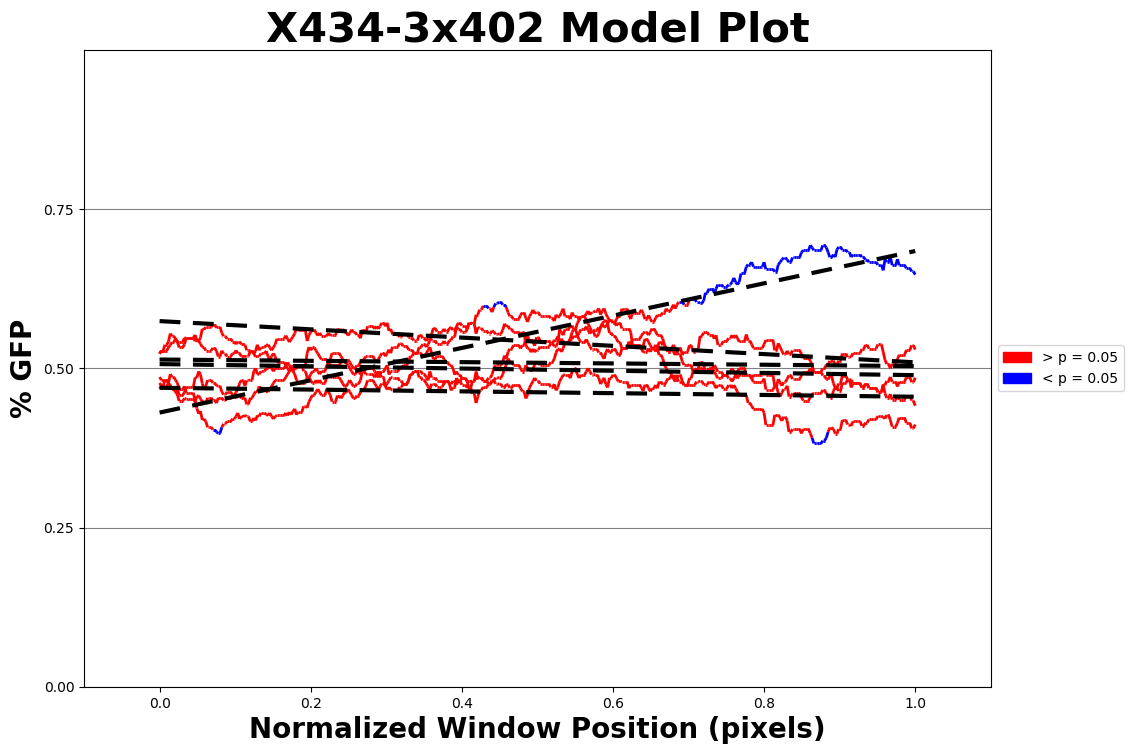 X434-3x402 Model Plot
% GFP
0.75
0.50
0.25
0.00
0.0 0.2 0.4 0.6 0.8 1.0
Normalized Window Position (pixels)
> p = 0.05
< p = 0.05